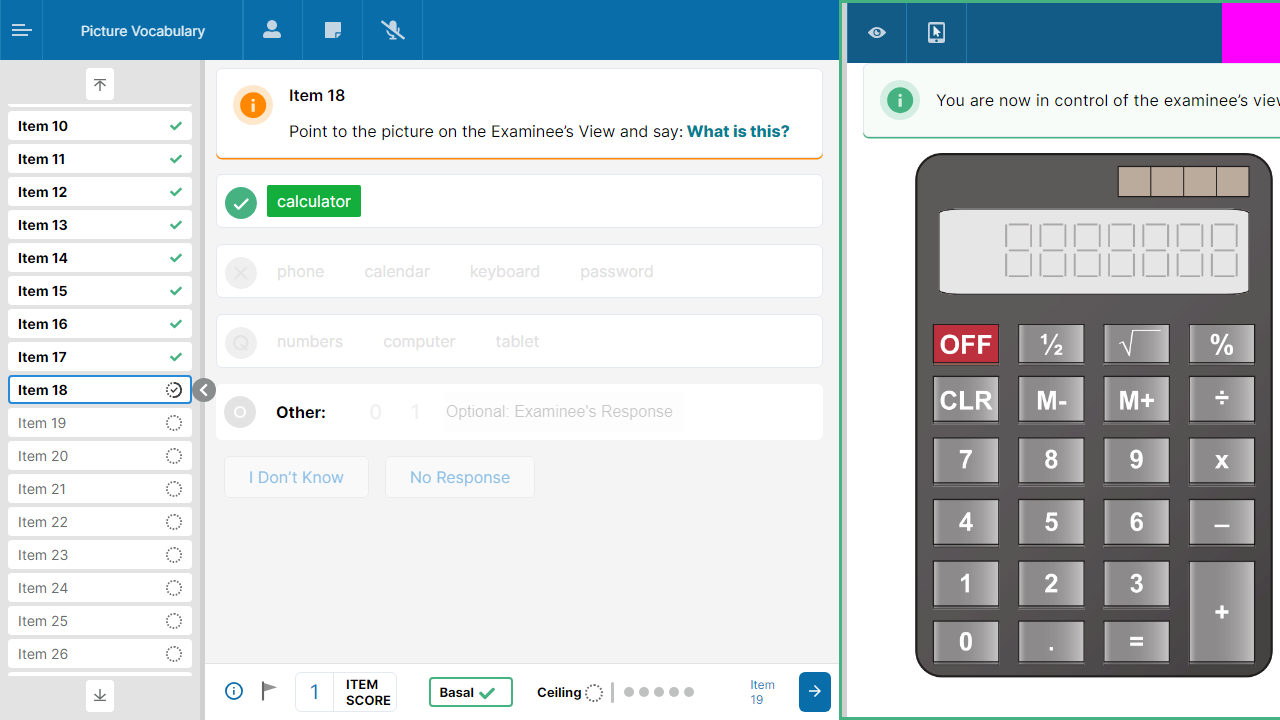 Picture Vocabulary
Item 10
Item 11
Item 12
Item 13
Item 14
Item 15
Item 16
Item 17
Item 18
Item 19
Item 20
Item 21
Item 22
Item 23
Item 24
Item 25
Item 26
Item 18
Point to the picture on the Examinee's View and say: What is this?
calculator
phone calendar keyboard password
Q numbers computer tablet
O Other: 0 1 Optional: Examinee's Response
I Don't Know No Response
1 ITEM SCORE Basal Ceiling Item 19
You are now in control of the examinee's
OFF ½ √ %
CLR M- M+ ÷
7 8 9 x
4 5 6 –
1 2 3 +
0 . =